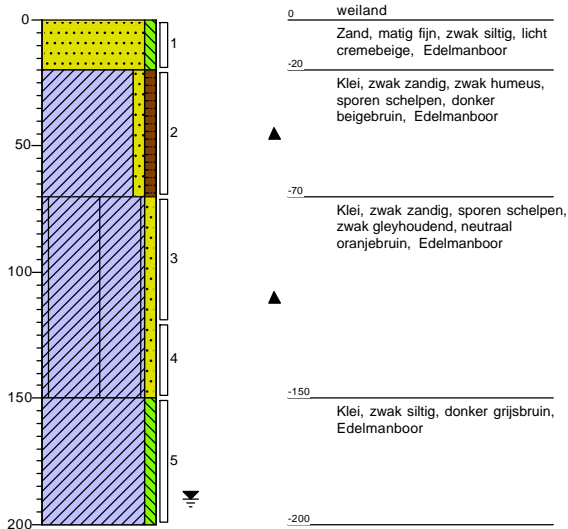 0
50
100
150
200
1
2
3
4
5
0
weiland
Zand, matig fijn, zwak siltig, licht
cremebeige, Edelmanboor
-20
Klei, zwak zandig, zwak humeus,
sporen schelpen, donker
beigebruin, Edelmanboor
-70
Klei, zwak zandig, sporen schelpen,
zwak gleyhoudend, neutraal
oranjebruin, Edelmanboor
-150
Klei, zwak siltig, donker grijsbruin,
Edelmanboor
-200